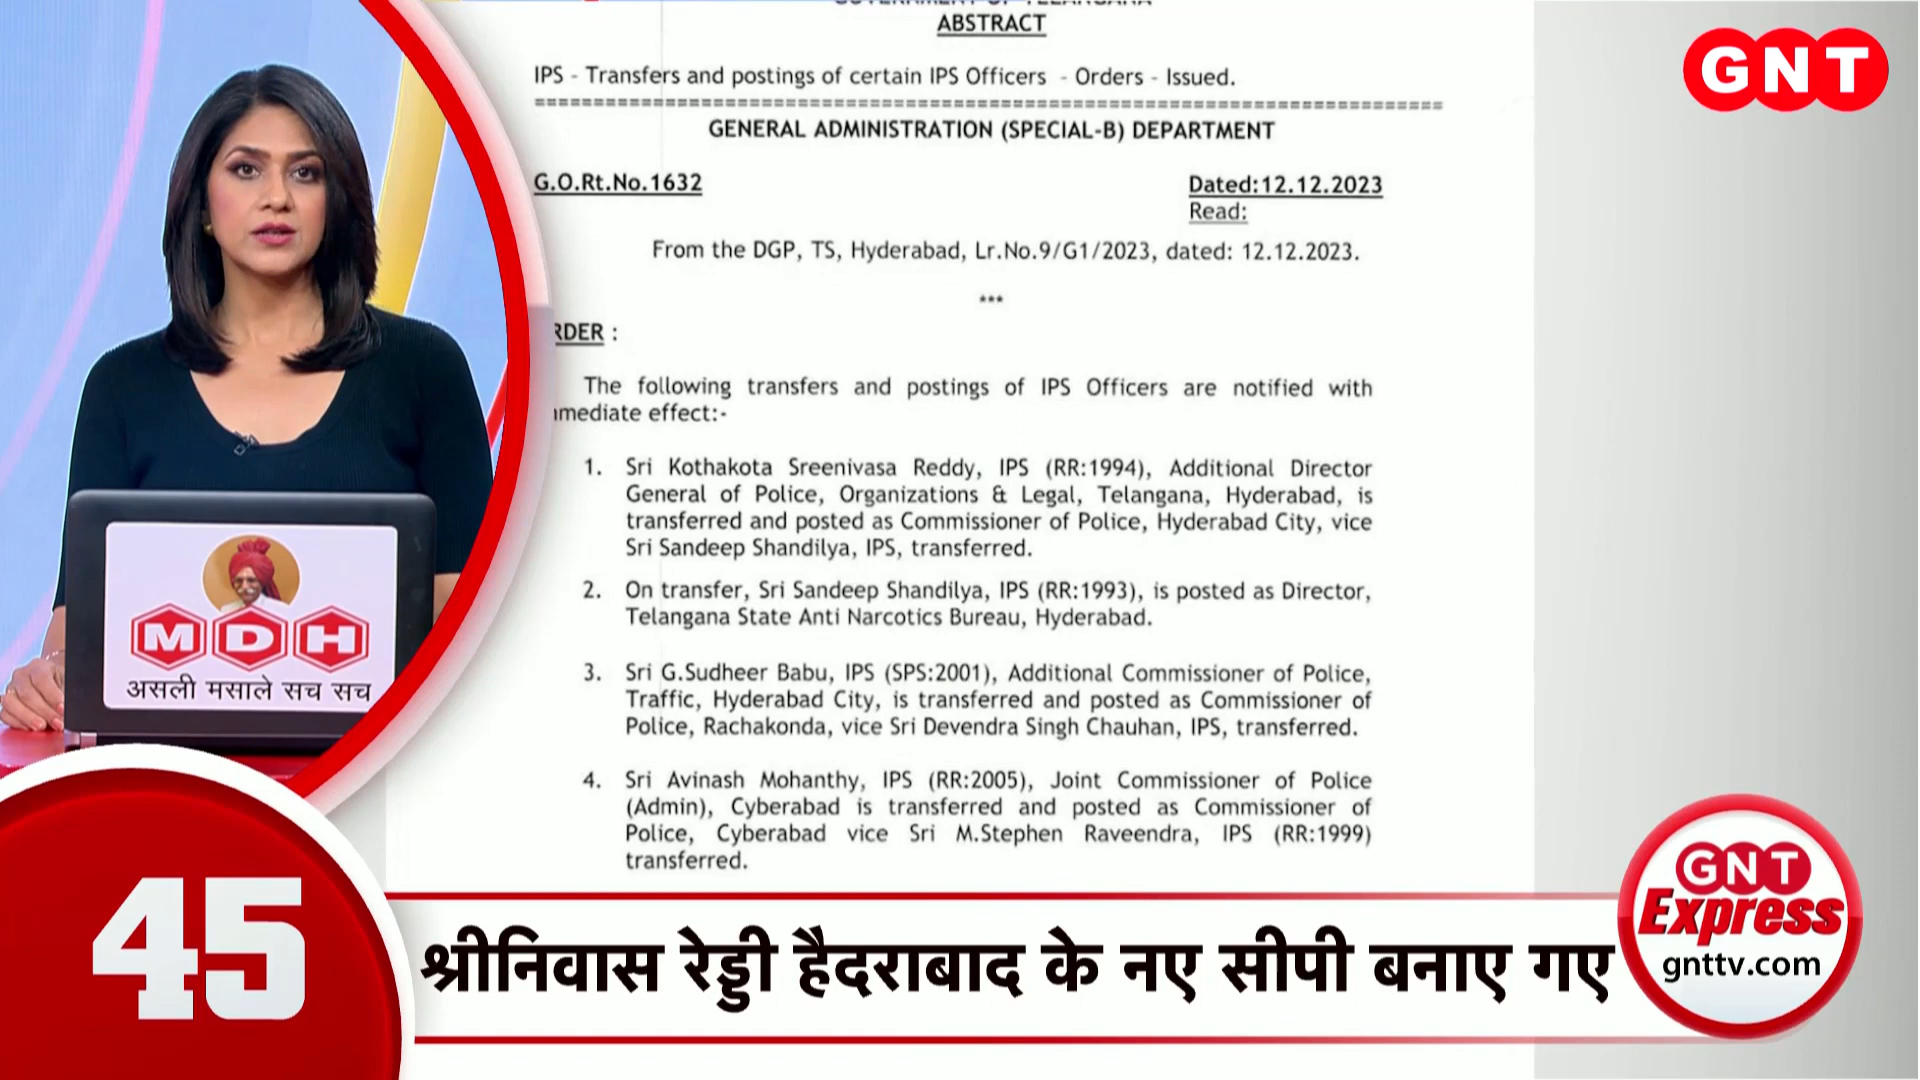 ABSTRACT
IPS - Transfers and postings of certain IPS Officers - Orders - Issued.
GENERAL ADMINISTRATION (SPECIAL-B) DEPARTMENT
G.O.Rt.No.1632
Dated:12.12.2023
Read:
From the DGP, TS, Hyderabad, Lr.No.9/G1/2023, dated: 12.12.2023.
***
RDER :
The following transfers and postings of IPS Officers are notified with
mediate effect:-
1. Sri Kothakota Sreenivasa Reddy, IPS (RR:1994), Additional Director
General of Police, Organizations & Legal, Telangana, Hyderabad, is
transferred and posted as Commissioner of Police, Hyderabad City, vice
Sri Sandeep Shandilya, IPS, transferred.
2. On transfer, Sri Sandeep Shandilya, IPS (RR:1993), is posted as Director,
Telangana State Anti Narcotics Bureau, Hyderabad.
3. Sri G.Sudheer Babu, IPS (SPS:2001), Additional Commissioner of Police,
Traffic, Hyderabad City, is transferred and posted as Commissioner of
Police, Rachakonda, vice Sri Devendra Singh Chauhan, IPS, transferred.
4. Sri Avinash Mohanthy, IPS (RR:2005), Joint Commissioner of Police
(Admin), Cyberabad is transferred and posted as Commissioner of
Police, Cyberabad vice Sri M.Stephen Raveendra, IPS (RR:1999)
transferred.
GNT
MDH
असली मसाले सच सच
45
श्रीनिवास रेड्डी हैदराबाद के नए सीपी बनाए गए
GNT
Express
gnttv.com